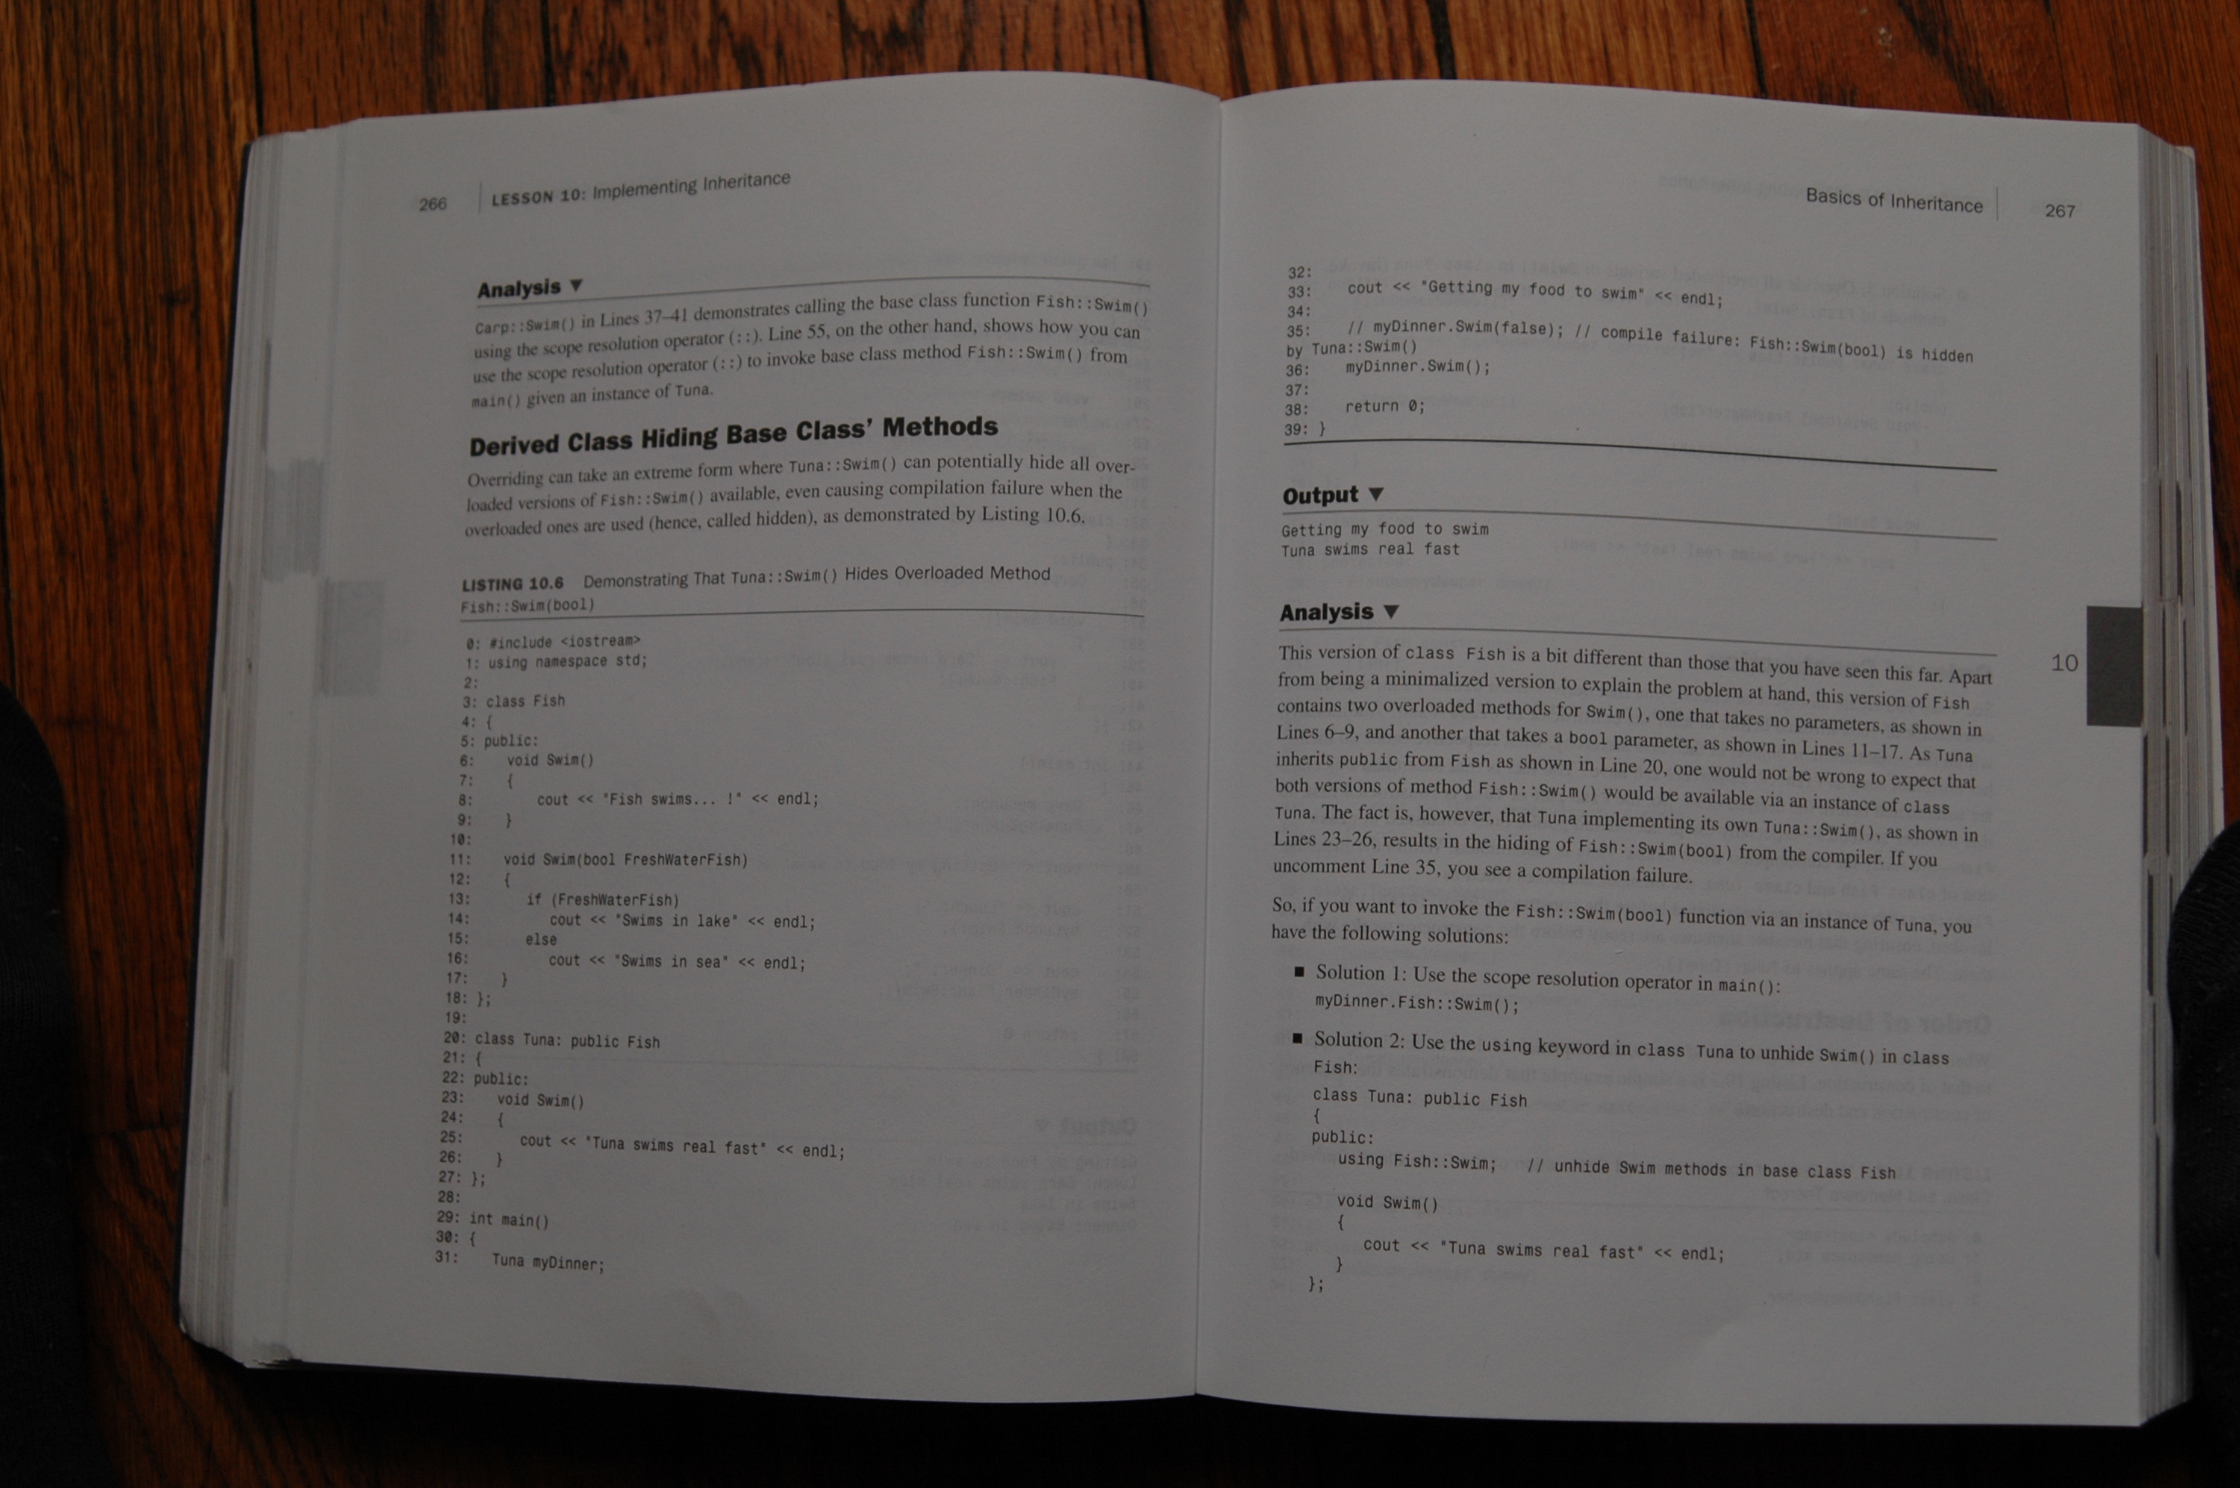 266 LESSON 10: Implementing Inheritance
Analysis ▼
Carp::Swim() in Lines 37–41 demonstrates calling the base class function Fish::Swim()
using the scope resolution operator (::). Line 55, on the other hand, shows how you can
use the scope resolution operator (::) to invoke base class method Fish::Swim() from
main() given an instance of Tuna.
Derived Class Hiding Base Class' Methods
Overriding can take an extreme form where Tuna::Swim() can potentially hide all over-
loaded versions of Fish::Swim() available, even causing compilation failure when the
overloaded ones are used (hence, called hidden), as demonstrated by Listing 10.6.
LISTING 10.6 Demonstrating That Tuna::Swim() Hides Overloaded Method
Fish::Swim(bool)
0: #include <iostream>
1: using namespace std;
2:
3: class Fish
4: {
5: public:
6: void Swim()
7: {
8: cout << "Fish swims... !" << endl;
9: }
10:
11: void Swim(bool FreshWaterFish)
12: {
13: if (FreshWaterFish)
14: cout << "Swims in lake" << endl;
15: else
16: cout << "Swims in sea" << endl;
17: }
18: };
19:
20: class Tuna: public Fish
21: {
22: public:
23: void Swim()
24: {
25: cout << "Tuna swims real fast" << endl;
26: }
27: };
28:
29: int main()
30: {
31: Tuna myDinner;
Basics of Inheritance 267
32:
33: cout << "Getting my food to swim" << endl;
34:
35: // myDinner.Swim(false); // compile failure: Fish::Swim(bool) is hidden
by Tuna::Swim()
36: myDinner.Swim();
37:
38: return 0;
39: }
Output ▼
Getting my food to swim
Tuna swims real fast
Analysis ▼
10
This version of class Fish is a bit different than those that you have seen this far. Apart
from being a minimalized version to explain the problem at hand, this version of Fish
contains two overloaded methods for Swim(), one that takes no parameters, as shown in
Lines 6–9, and another that takes a bool parameter, as shown in Lines 11–17. As Tuna
inherits public from Fish as shown in Line 20, one would not be wrong to expect that
both versions of method Fish::Swim() would be available via an instance of class
Tuna. The fact is, however, that Tuna implementing its own Tuna::Swim(), as shown in
Lines 23–26, results in the hiding of Fish::Swim(bool) from the compiler. If you
uncomment Line 35, you see a compilation failure.
So, if you want to invoke the Fish::Swim(bool) function via an instance of Tuna, you
have the following solutions:
■ Solution 1: Use the scope resolution operator in main():
myDinner.Fish::Swim();
■ Solution 2: Use the using keyword in class Tuna to unhide Swim() in class
Fish:
class Tuna: public Fish
{
public:
using Fish::Swim; // unhide Swim methods in base class Fish
void Swim()
{
cout << "Tuna swims real fast" << endl;
}
};